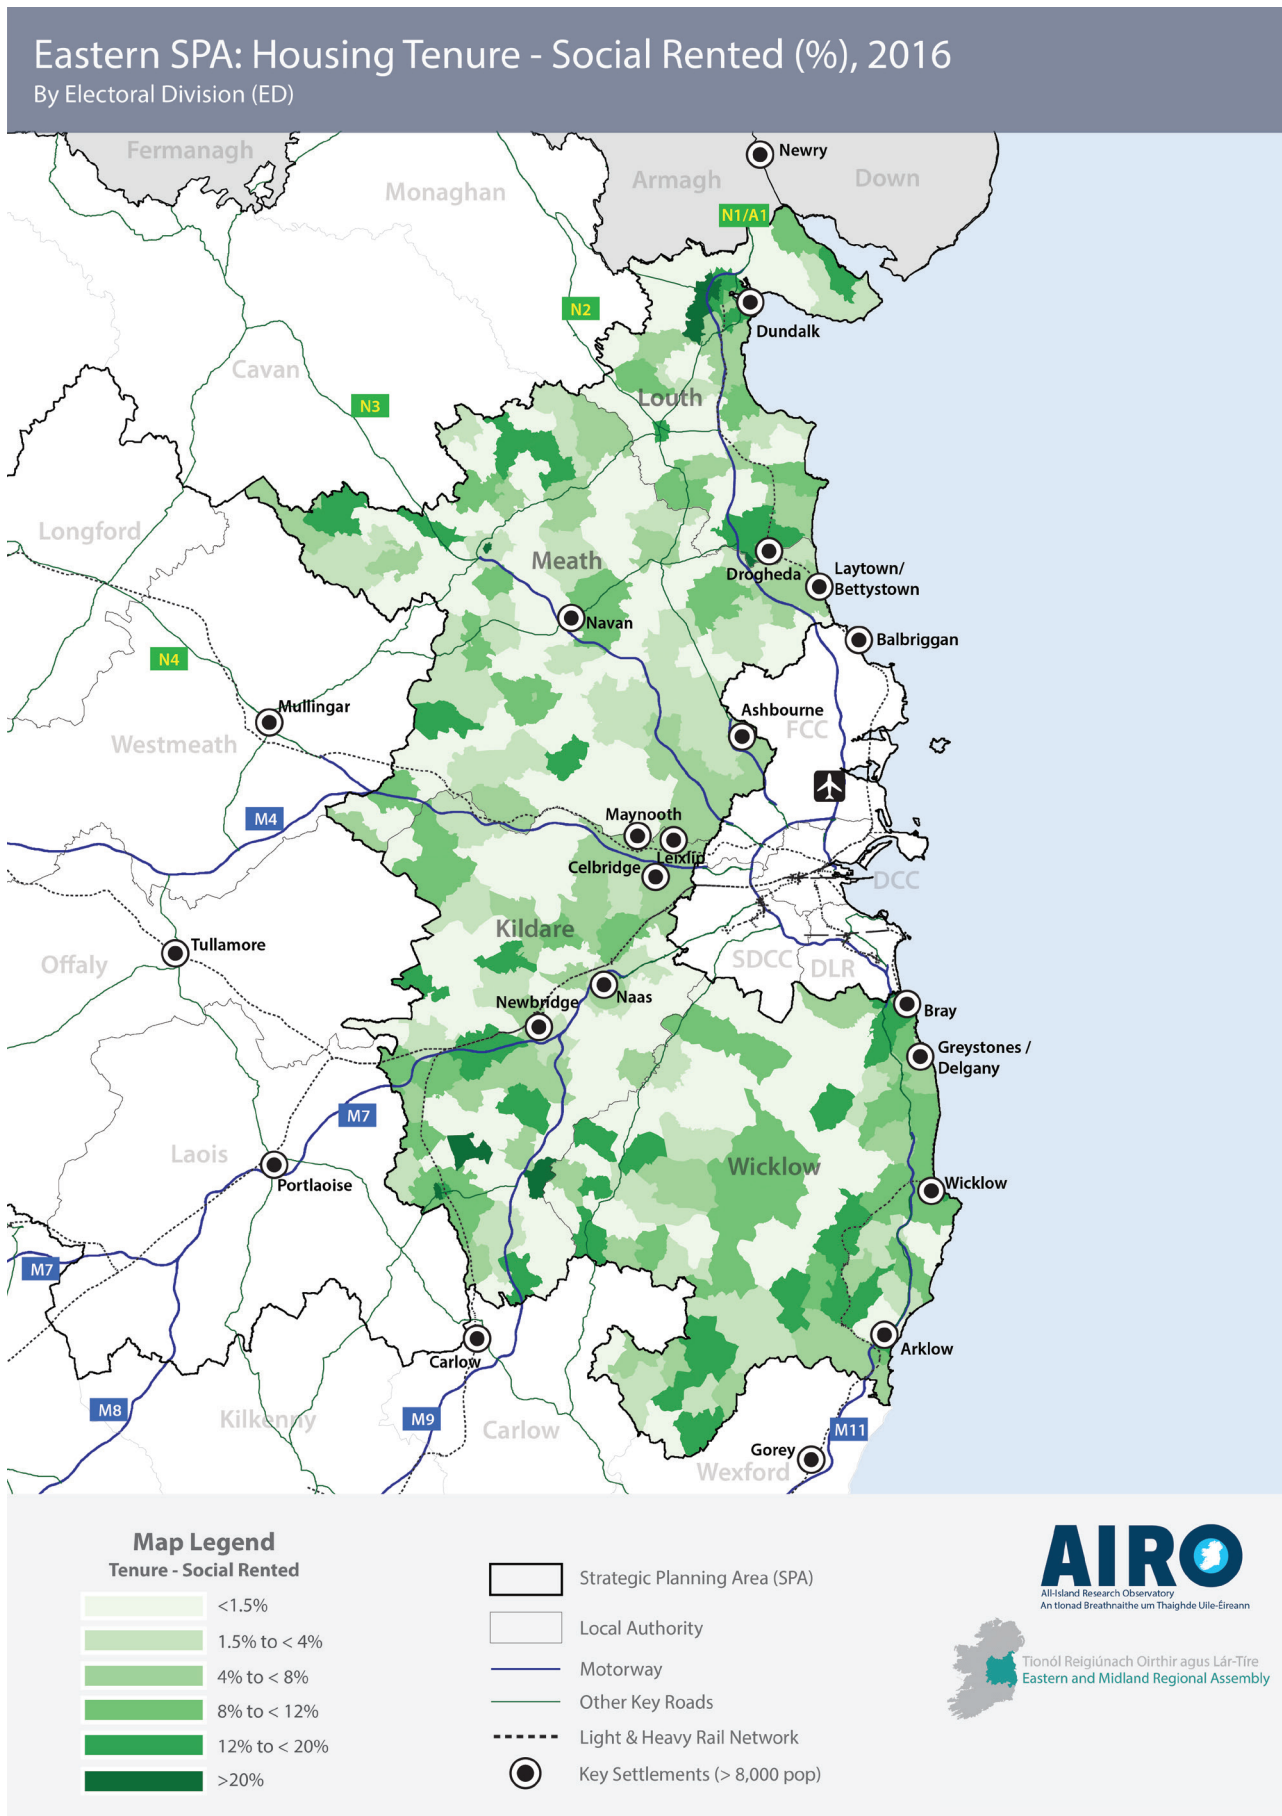 Eastern SPA: Housing Tenure - Social Rented (%), 2016
By Electoral Division (ED)
Fermanagh
Monaghan
Armagh
Newry
Down
N1/A1
N2
Dundalk
Cavan
N3
Louth
Longford
Meath
Drogheda
Laytown/
Bettystown
Navan
Balbriggan
N4
Mullingar
Ashbourne
FCC
Westmeath
M4
Maynooth
Leixlip
Celbridge
DCC
Kildare
Tullamore
Offaly
SDCC
DLR
Newbridge
Naas
Bray
Greystones /
Delgany
M7
Laois
Portlaoise
Wicklow
Wicklow
M7
Carlow
Arklow
M8
Kilkenny
M9
Carlow
M11
Gorey
Wexford
Map Legend
Tenure - Social Rented
<1.5%
1.5% to < 4%
4% to < 8%
8% to < 12%
12% to < 20%
>20%
Strategic Planning Area (SPA)
Local Authority
Motorway
Other Key Roads
Light & Heavy Rail Network
Key Settlements (> 8,000 pop)
AIRO
All-Island Research Observatory
An tIonad Breathnaithe um Thaighde Uile-Éireann
Tionól Reigiúnach Oirthir agus Lár-Tíre
Eastern and Midland Regional Assembly